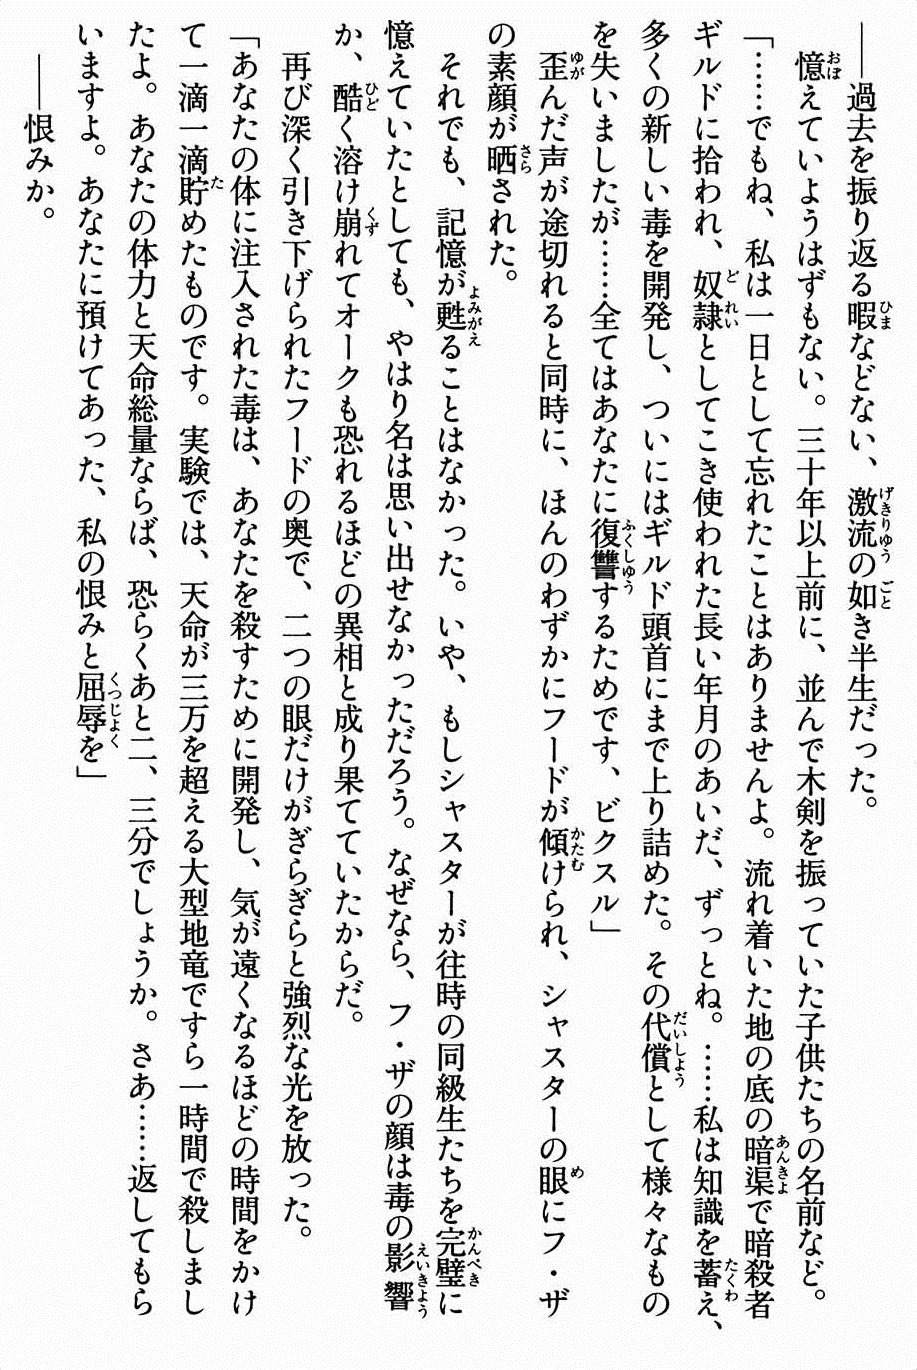 ――過去を振り返る暇などない、激流の如き半生だった。
憶えていようはずもない。三十年以上前に、並んで木剣を振っていた子供たちの名前など。
「……でもね、私は一日として忘れたことはありませんよ。流れ着いた地の底の暗渠で暗殺者
ギルドに拾われ、奴隷としてこき使われた長い年月のあいだ、ずっとね。……私は知識を蓄え、
多くの新しい毒を開発し、ついにはギルド頭首にまで上り詰めた。その代償として様々なもの
を失いましたが……全てはあなたに復讐するためです、ビクスル」
歪んだ声が途切れると同時に、ほんのわずかにフードが傾けられ、シャスターの眼にフ・ザ
の素顔が晒された。
それでも、記憶が甦ることはなかった。いや、もしシャスターが往時の同級生たちを完璧に
憶えていたとしても、やはり名は思い出せなかっただろう。なぜなら、フ・ザの顔は毒の影響
か、酷く溶け崩れてオークも恐れるほどの異相と成り果てていたからだ。
再び深く引き下げられたフードの奥で、二つの眼だけがぎらぎらと強烈な光を放った。
「あなたの体に注入された毒は、あなたを殺すために開発し、気が遠くなるほどの時間をかけ
て一滴一滴貯めたものです。実験では、天命が三万を超える大型地竜ですら一時間で殺しまし
たよ。あなたの体力と天命総量ならば、恐らくあと二、三分でしょうか。さあ……返してもら
いますよ。あなたに預けてあった、私の恨みと屈辱を」
――恨みか。